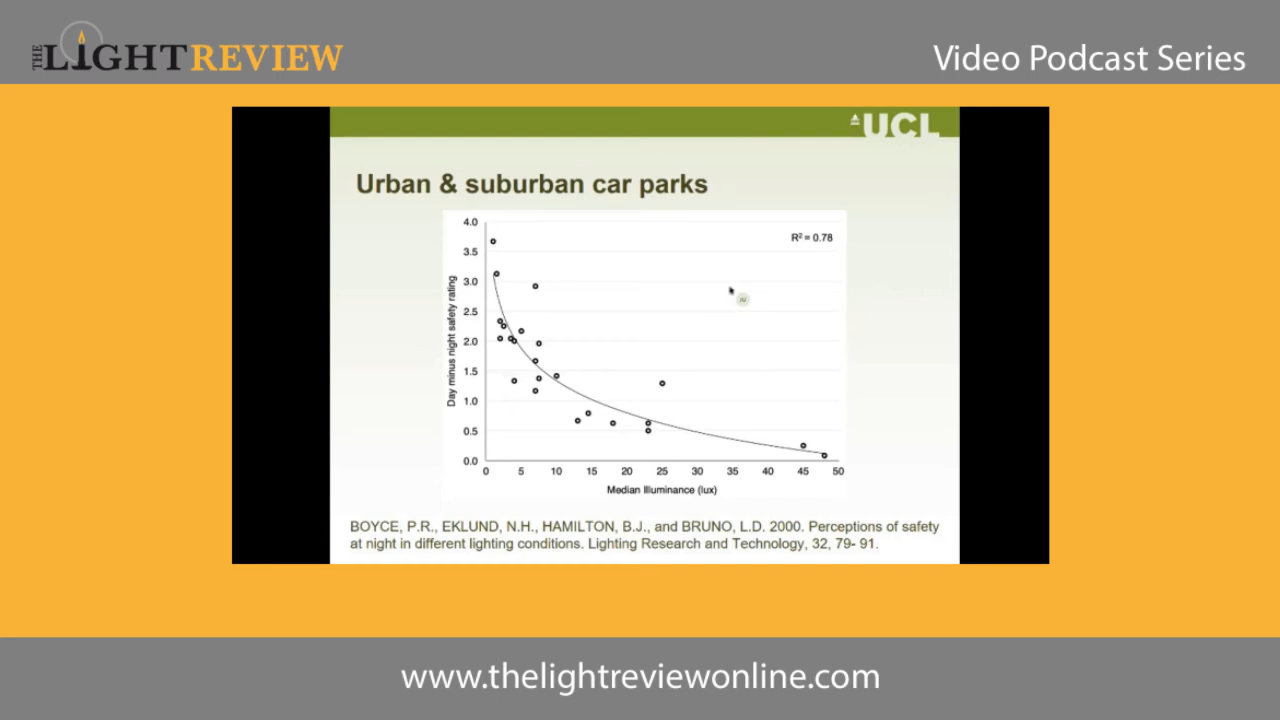 THE LIGHTREVIEW
Video Podcast Series
UCL
Urban & suburban car parks
4.0
R² = 0.78
3.5
3.0
2.5
2.0
1.5
1.0
0.5
0.0
Day minus night safety rating
0 5 10 15 20 25 30 35 40 45 50
Median Illuminance (lux)
BOYCE, P.R., EKLUND, N.H., HAMILTON, B.J., and BRUNO, L.D. 2000. Perceptions of safety
at night in different lighting conditions. Lighting Research and Technology, 32, 79- 91.
www.thelightreviewonline.com